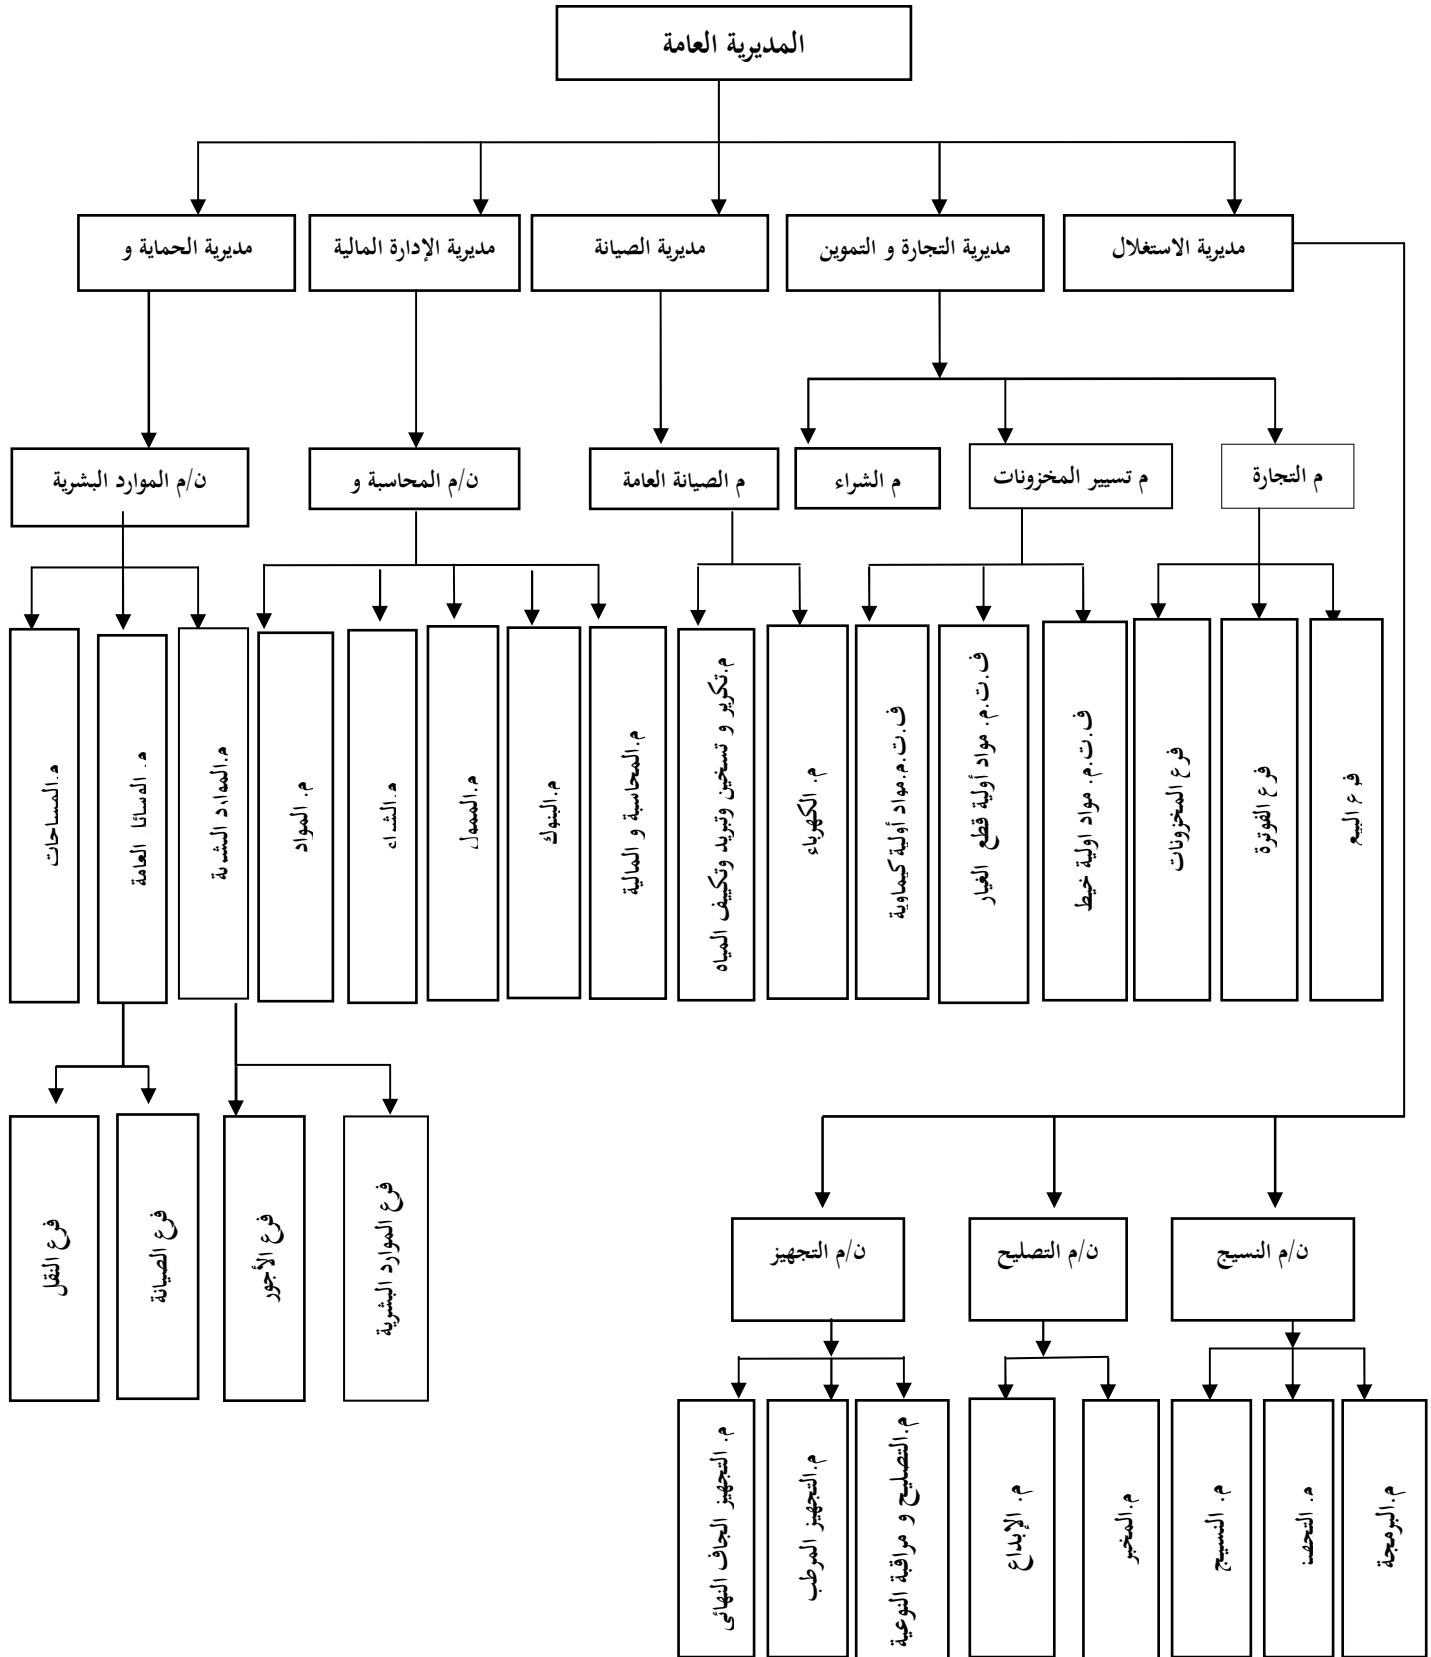 المديرية العامة
مديرية الاستغلال
مديرية التجارة و التموين
مديرية الصيانة
مديرية الإدارة المالية
مديرية الحماية و
م التجارة
م تسيير المخزونات
م الشراء
م الصيانة العامة
ن/م المحاسبة و
ن/م الموارد البشرية
فرع البيع
فرع الفوترة
فرع المخزونات
ف.ت.م. مواد اولية خيط
ف.ت.م. مواد أولية قطع الغيار
ف.ت.م.مواد أولية كيماوية
م. الكهرباء
م.تكرير و تسخين وتبريد وتكييف المياه
م.المحاسبة و المالية
م.البنوك
م. المواد
م.الموارد البشرية
م. العامة
م.المساحات
فرع الموارد البشرية
فرع الأجور
فرع الصيانة
فرع النقل
ن/م النسيج
ن/م التصليح
ن/م التجهيز
م.البرمجة
م. النسيج
م.المخبر
م. الإبداع
م.التصليح و مراقبة النوعية
م.التجهيز المرطب
م. التجهيز الجاف النهائي